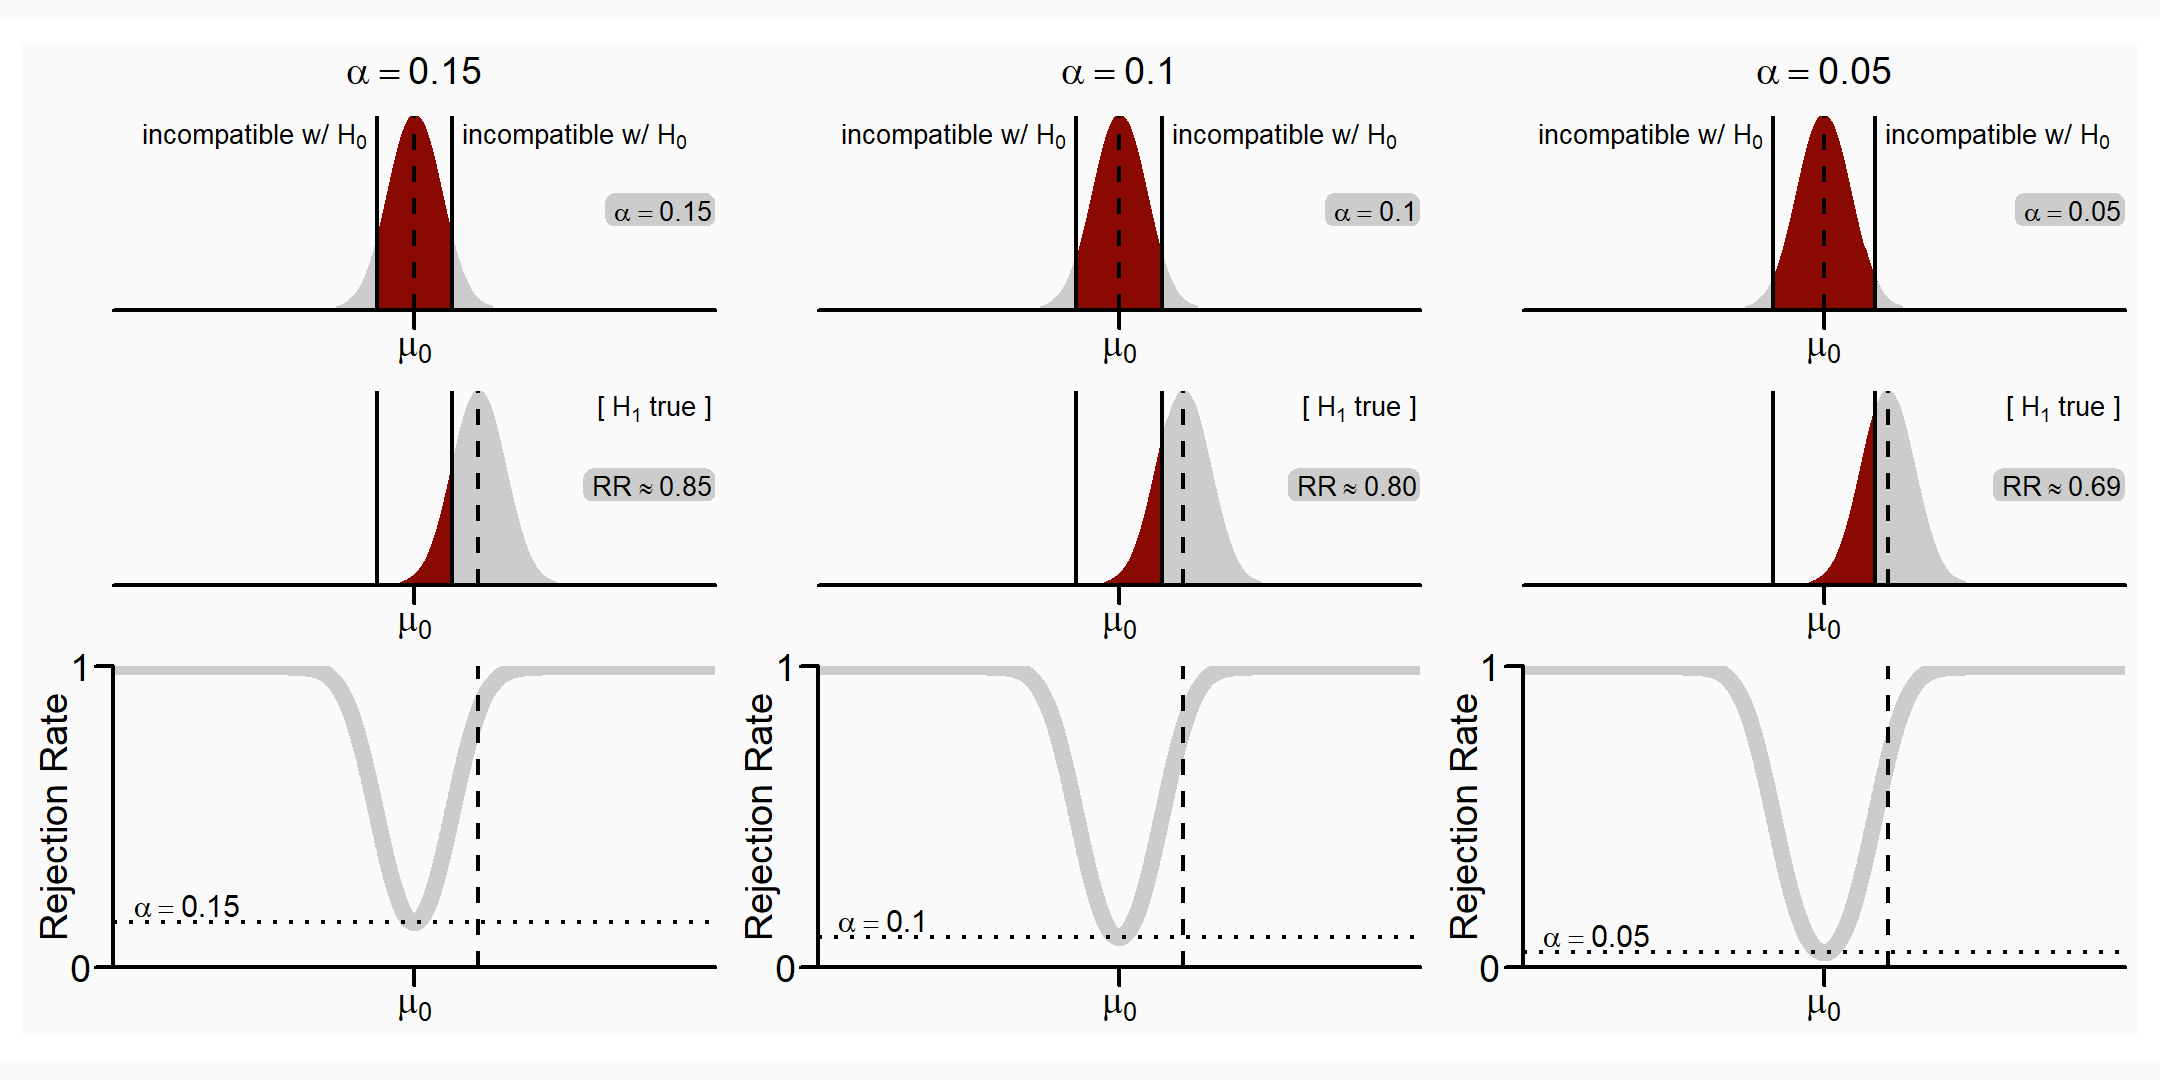 α = 0.15
incompatible w/ H₀
incompatible w/ H₀
α = 0.15
μ₀
[ H₁ true ]
RR ≈ 0.85
μ₀
1
Rejection Rate
α = 0.15
0
μ₀
α = 0.1
incompatible w/ H₀
incompatible w/ H₀
α = 0.1
μ₀
[ H₁ true ]
RR ≈ 0.80
μ₀
1
Rejection Rate
α = 0.1
0
μ₀
α = 0.05
incompatible w/ H₀
incompatible w/ H₀
α = 0.05
μ₀
[ H₁ true ]
RR ≈ 0.69
μ₀
1
Rejection Rate
α = 0.05
0
μ₀